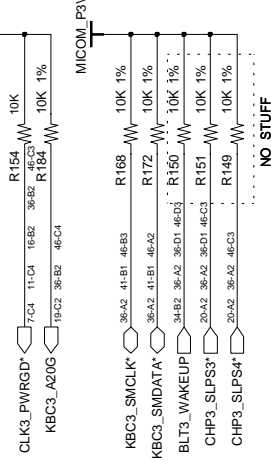 MICOM_P3V
10K
R154
7-C4 11-C4 16-B2 36-B2 46-C3
CLK3_PWRGD*
10K 1%
R184
19-C2 36-B2 46-C4
KBC3_A20G
10K 1%
R168
36-A2 41-B1 46-B3
KBC3_SMCLK*
10K 1%
R172
36-A2 41-B1 46-A2
KBC3_SMDATA*
10K 1%
R150
34-B2 36-A2 36-D1 46-D3
BLT3_WAKEUP
10K 1%
R151
20-A2 36-A2 36-D1 46-C3
CHP3_SLPS3*
10K 1%
R149
20-A2 36-A2 46-C3
CHP3_SLPS4*
NO STUFF